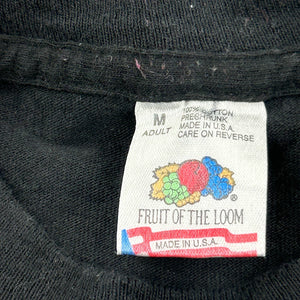 M
ADULT
100% COTTON
PRESHRUNK
MADE IN U.S.A.
CARE ON REVERSE
®
FRUIT OF THE LOOM
MADE IN U.S.A.